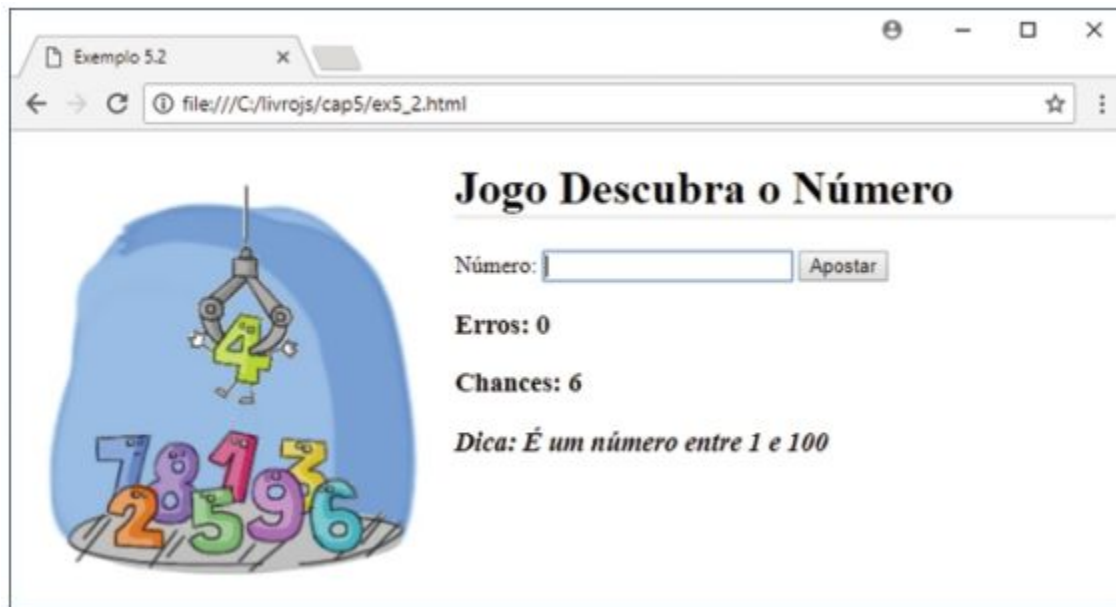 Exemplo 5.2
file:///C:/livrojs/cap5/ex5_2.html
Jogo Descubra o Número
Número: Apostar
Erros: 0
Chances: 6
Dica: É um número entre 1 e 100
4
7 8 1 3
2 5 9 6